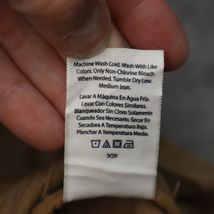 Machine Wash Cold. Wash With Like
Colors. Only Non-Chlorine Bleach
When Needed. Tumble Dry Low.
Medium Iron.
Lavar A Máquina En Agua Fría.
Lavar Con Colores Similares.
Blanqueador Sin Cloro Solamente
Cuando Sea Necesario. Secar En
Secadora A Temperatura Baja.
Planchar A Temperatura Media.